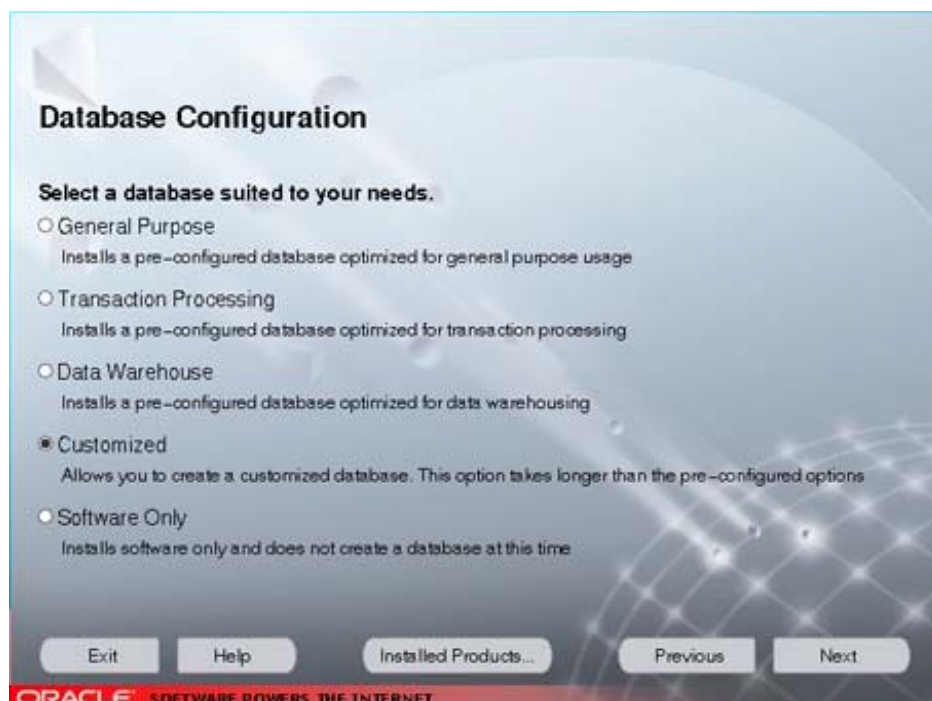 Database Configuration
Select a database suited to your needs.
General Purpose
Installs a pre-configured database optimized for general purpose usage
Transaction Processing
Installs a pre-configured database optimized for transaction processing
Data Warehouse
Installs a pre-configured database optimized for data warehousing
Customized
Allows you to create a customized database. This option takes longer than the pre-configured options
Software Only
Installs software only and does not create a database at this time
Exit Help Installed Products... Previous Next
ORACLE SOFTWARE POWERS THE INTERNET